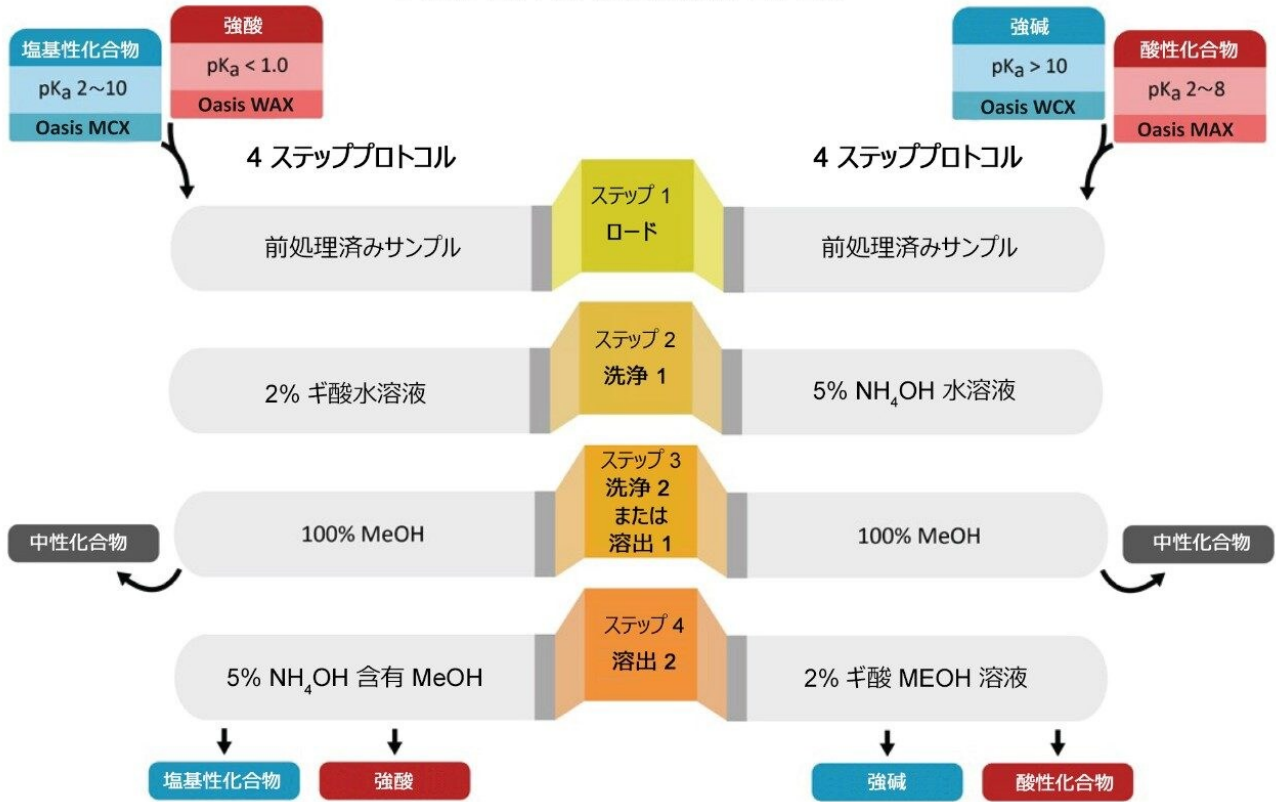 塩基性化合物
pKa 2～10
Oasis MCX
強酸
pKa < 1.0
Oasis WAX
強碱
pKa > 10
Oasis WCX
酸性化合物
pKa 2～8
Oasis MAX
4 ステッププロトコル
4 ステッププロトコル
ステップ 1
ロード
前処理済みサンプル
前処理済みサンプル
ステップ 2
洗浄 1
2% ギ酸水溶液
5% NH4OH 水溶液
ステップ 3
洗浄 2
または
溶出 1
100% MeOH
100% MeOH
中性化合物
中性化合物
ステップ 4
溶出 2
5% NH4OH 含有 MeOH
2% ギ酸 MEOH 溶液
塩基性化合物
強酸
強碱
酸性化合物